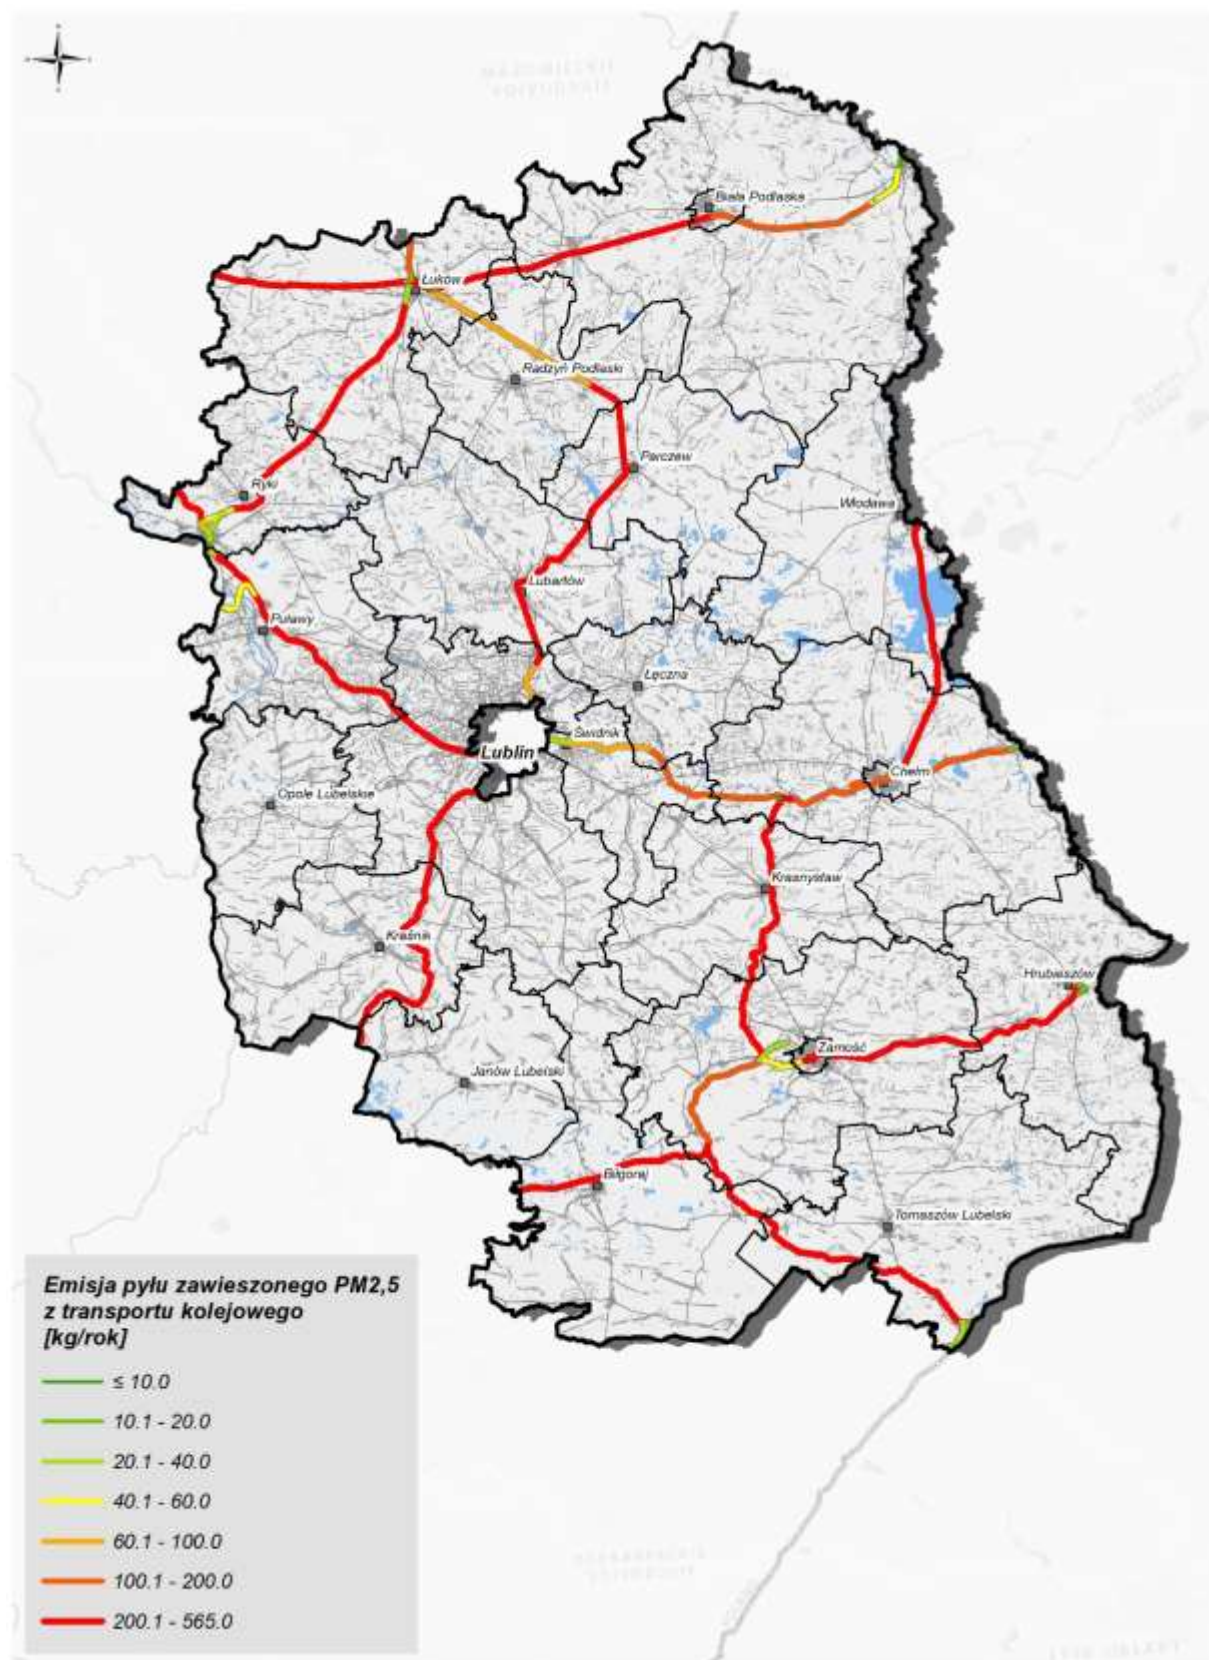 Biała Podlaska
Łuków
Radzyń Podlaski
Parczew
Ryki
Włodawa
Lubartów
Puławy
Łęczna
Świdnik
Lublin
Chełm
Opole Lubelskie
Krasnystaw
Kraśnik
Hrubieszów
Zamość
Janów Lubelski
Biłgoraj
Tomaszów Lubelski
Emisja pyłu zawieszonego PM2,5
z transportu kolejowego
[kg/rok]
≤ 10.0
10.1 - 20.0
20.1 - 40.0
40.1 - 60.0
60.1 - 100.0
100.1 - 200.0
200.1 - 565.0